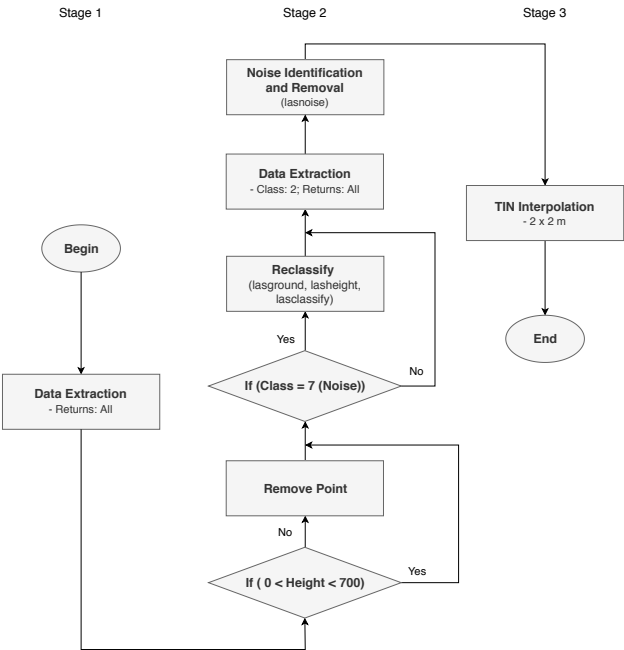 Stage 1
Stage 2
Stage 3
Begin
Data Extraction
- Returns: All
If ( 0 < Height < 700)
Yes
No
Remove Point
If (Class = 7 (Noise))
No
Yes
Reclassify
(lasground, lasheight,
lasclassify)
Data Extraction
- Class: 2; Returns: All
Noise Identification
and Removal
(lasnoise)
TIN Interpolation
- 2 x 2 m
End